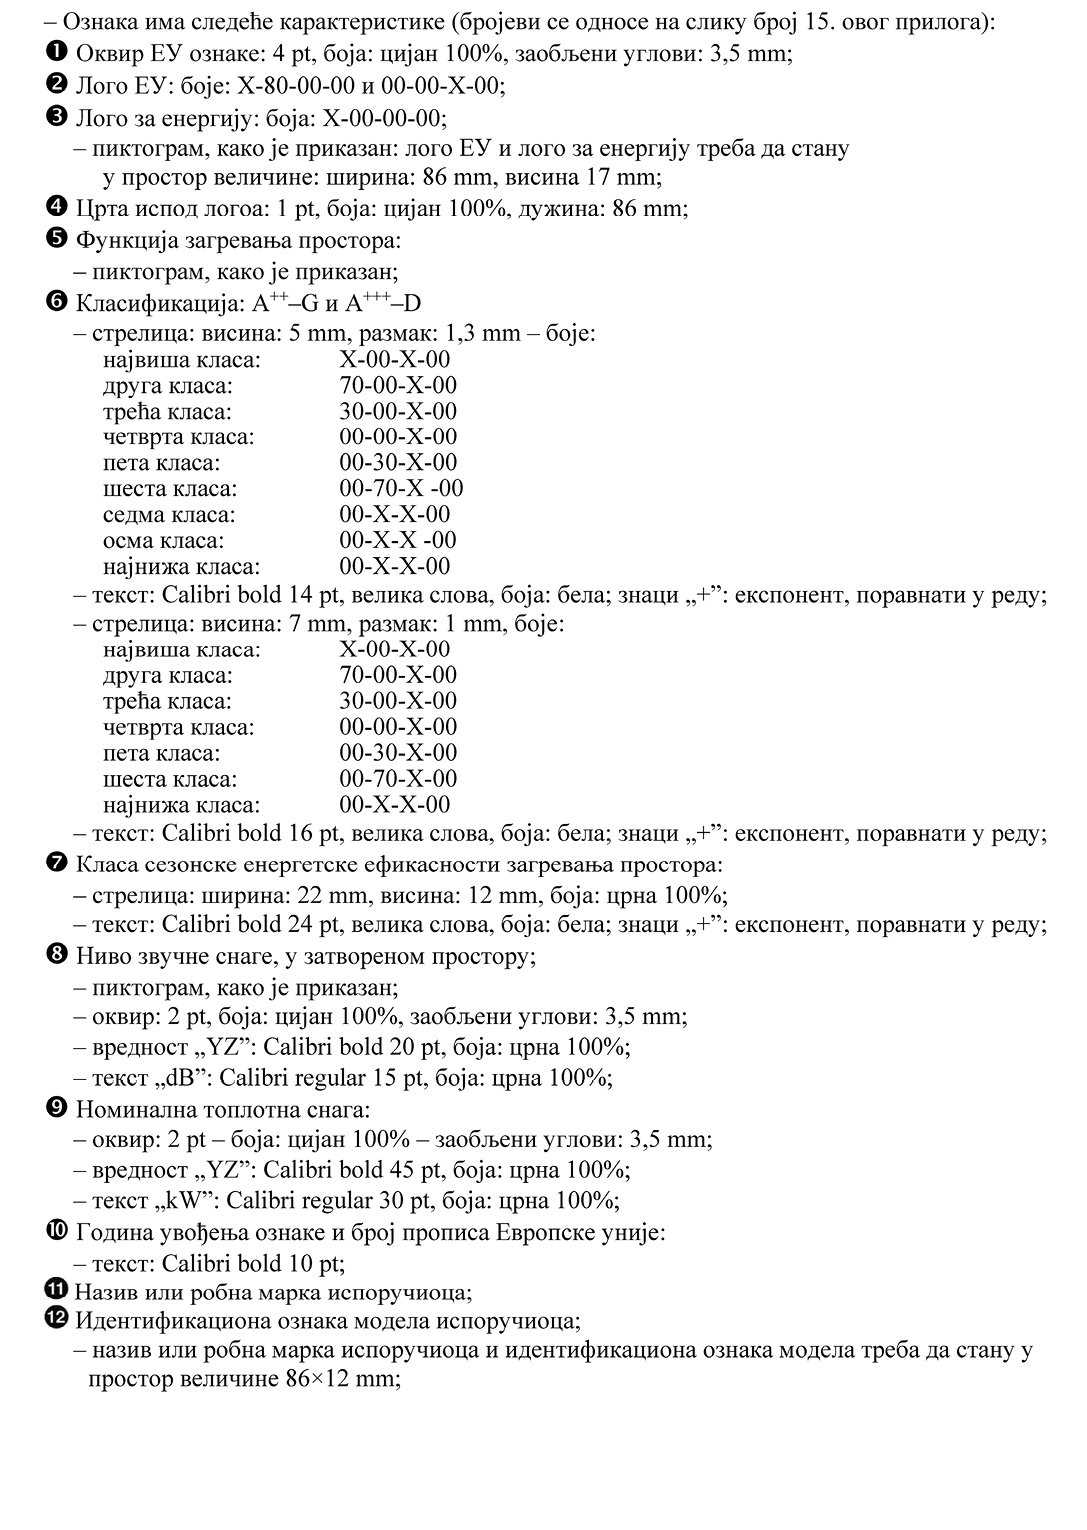 – Ознака има следеће карактеристике (бројеви се односе на слику број 15. овог прилога):
❶ Оквир ЕУ ознаке: 4 pt, боја: цијан 100%, заобљени углови: 3,5 mm;
❷ Лого ЕУ: боје: X-80-00-00 и 00-00-X-00;
❸ Лого за енергију: боја: X-00-00-00;
– пиктограм, како је приказан: лого ЕУ и лого за енергију треба да стану
у простор величине: ширина: 86 mm, висина 17 mm;
❹ Црта испод логоа: 1 pt, боја: цијан 100%, дужина: 86 mm;
❺ Функција загревања простора:
– пиктограм, како је приказан;
❻ Класификација: A⁺⁺–G и A⁺⁺⁺–D
– стрелица: висина: 5 mm, размак: 1,3 mm – боје:
највиша класа: X-00-X-00
друга класа: 70-00-X-00
трећа класа: 30-00-X-00
четврта класа: 00-00-X-00
пета класа: 00-30-X-00
шеста класа: 00-70-X -00
седма класа: 00-X-X-00
осма класа: 00-X-X -00
најнижа класа: 00-X-X-00
– текст: Calibri bold 14 pt, велика слова, боја: бела; знаци „+”: експонент, поравнати у реду;
– стрелица: висина: 7 mm, размак: 1 mm, боје:
највиша класа: X-00-X-00
друга класа: 70-00-X-00
трећа класа: 30-00-X-00
четврта класа: 00-00-X-00
пета класа: 00-30-X-00
шеста класа: 00-70-X-00
најнижа класа: 00-X-X-00
– текст: Calibri bold 16 pt, велика слова, боја: бела; знаци „+”: експонент, поравнати у реду;
❼ Класа сезонске енергетске ефикасности загревања простора:
– стрелица: ширина: 22 mm, висина: 12 mm, боја: црна 100%;
– текст: Calibri bold 24 pt, велика слова, боја: бела; знаци „+”: експонент, поравнати у реду;
❽ Ниво звучне снаге, у затвореном простору;
– пиктограм, како је приказан;
– оквир: 2 pt, боја: цијан 100%, заобљени углови: 3,5 mm;
– вредност „YZ”: Calibri bold 20 pt, боја: црна 100%;
– текст „dB”: Calibri regular 15 pt, боја: црна 100%;
❾ Номинална топлотна снага:
– оквир: 2 pt – боја: цијан 100% – заобљени углови: 3,5 mm;
– вредност „YZ”: Calibri bold 45 pt, боја: црна 100%;
– текст „kW”: Calibri regular 30 pt, боја: црна 100%;
❿ Година увођења ознаке и број прописа Европске уније:
– текст: Calibri bold 10 pt;
⓫ Назив или робна марка испоручиоца;
⓬ Идентификациона ознака модела испоручиоца;
– назив или робна марка испоручиоца и идентификациона ознака модела треба да стану у
простор величине 86×12 mm;